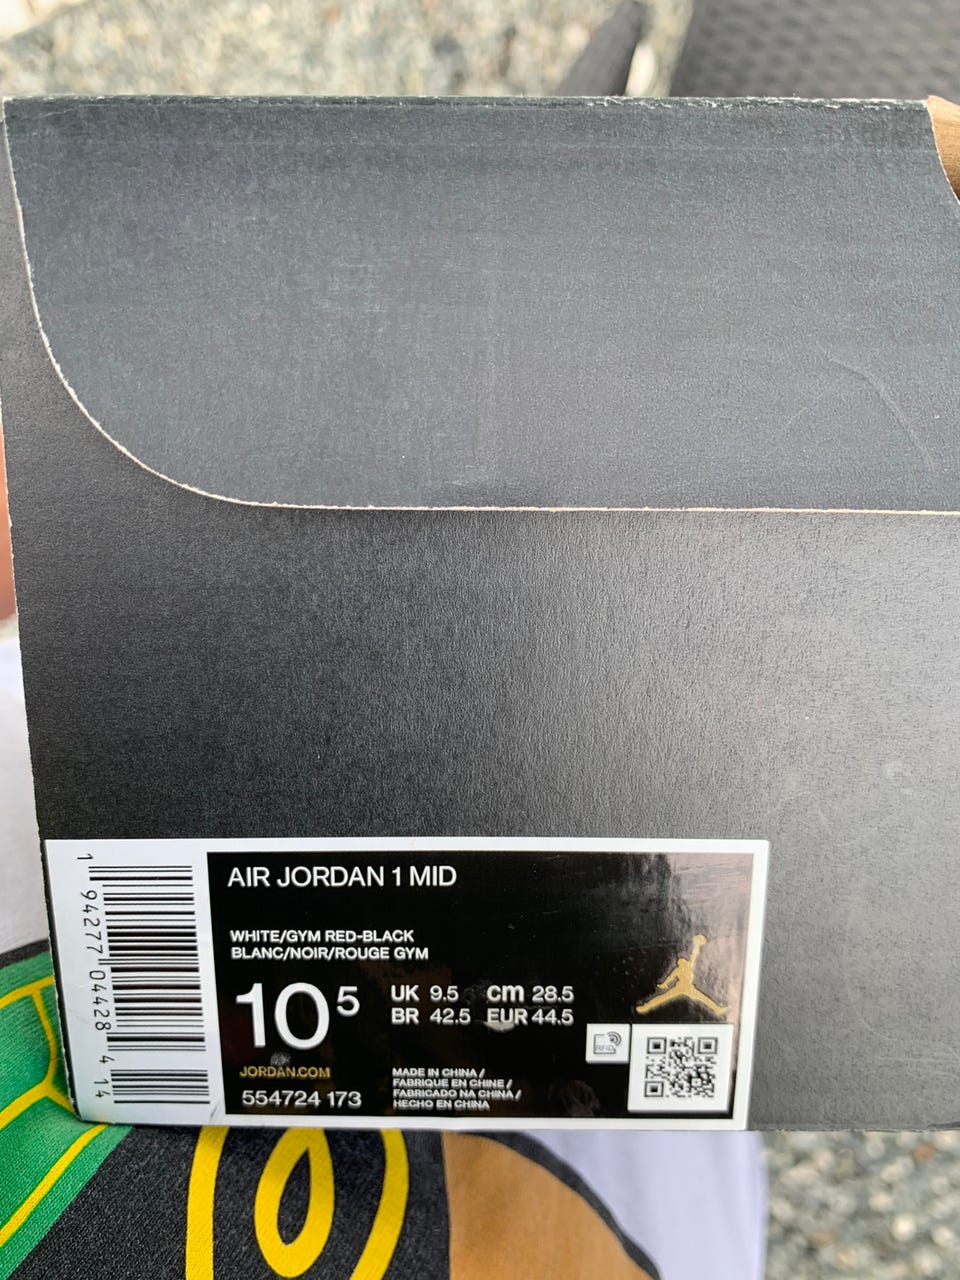 AIR JORDAN 1 MID
WHITE/GYM RED-BLACK
BLANC/NOIR/ROUGE GYM
10 5
UK 9.5 cm 28.5
BR 42.5 EUR 44.5
RFID
JORDAN.COM
554724 173
MADE IN CHINA /
FABRIQUE EN CHINE /
FABRICADO NA CHINA /
HECHO EN CHINA
1 94277 04428 4 14